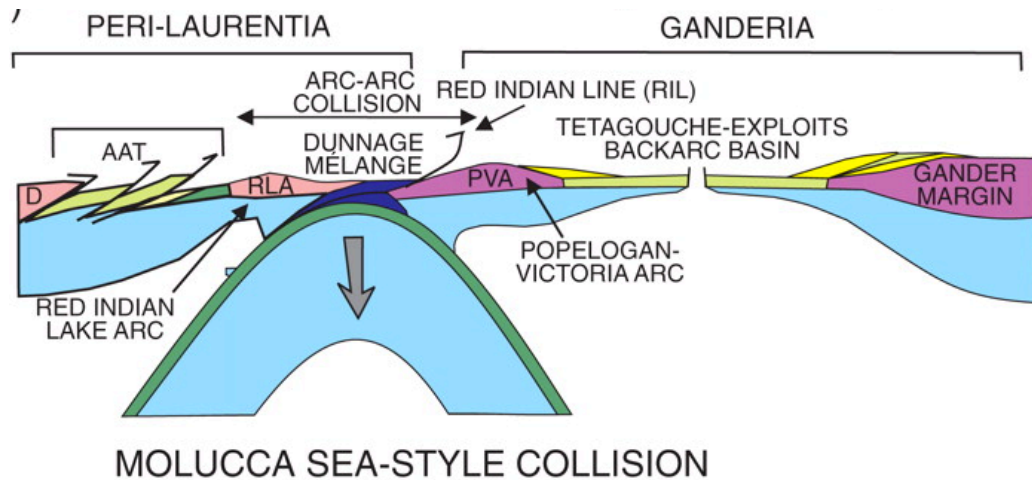 )
PERI-LAURENTIA
GANDERIA
ARC-ARC
COLLISION
RED INDIAN LINE (RIL)
TETAGOUCHE-EXPLOITS
BACKARC BASIN
AAT
DUNNAGE
MÉLANGE
D
RLA
PVA
GANDER
MARGIN
POPELOGAN-
VICTORIA ARC
RED INDIAN
LAKE ARC
MOLUCCA SEA-STYLE COLLISION